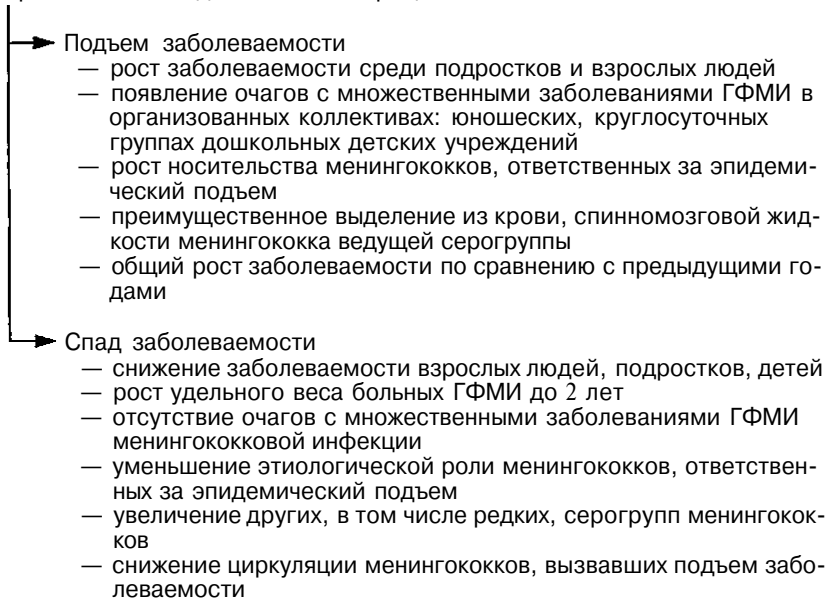 Подъем заболеваемости
— рост заболеваемости среди подростков и взрослых людей
— появление очагов с множественными заболеваниями ГФМИ в
организованных коллективах: юношеских, круглосуточных
группах дошкольных детских учреждений
— рост носительства менингококков, ответственных за эпидеми-
ческий подъем
— преимущественное выделение из крови, спинномозговой жид-
кости менингококка ведущей серогруппы
— общий рост заболеваемости по сравнению с предыдущими го-
дами
Спад заболеваемости
— снижение заболеваемости взрослых людей, подростков, детей
— рост удельного веса больных ГФМИ до 2 лет
— отсутствие очагов с множественными заболеваниями ГФМИ
менингококковой инфекции
— уменьшение этиологической роли менингококков, ответствен-
ных за эпидемический подъем
— увеличение других, в том числе редких, серогрупп менингокок-
ков
— снижение циркуляции менингококков, вызвавших подъем забо-
леваемости